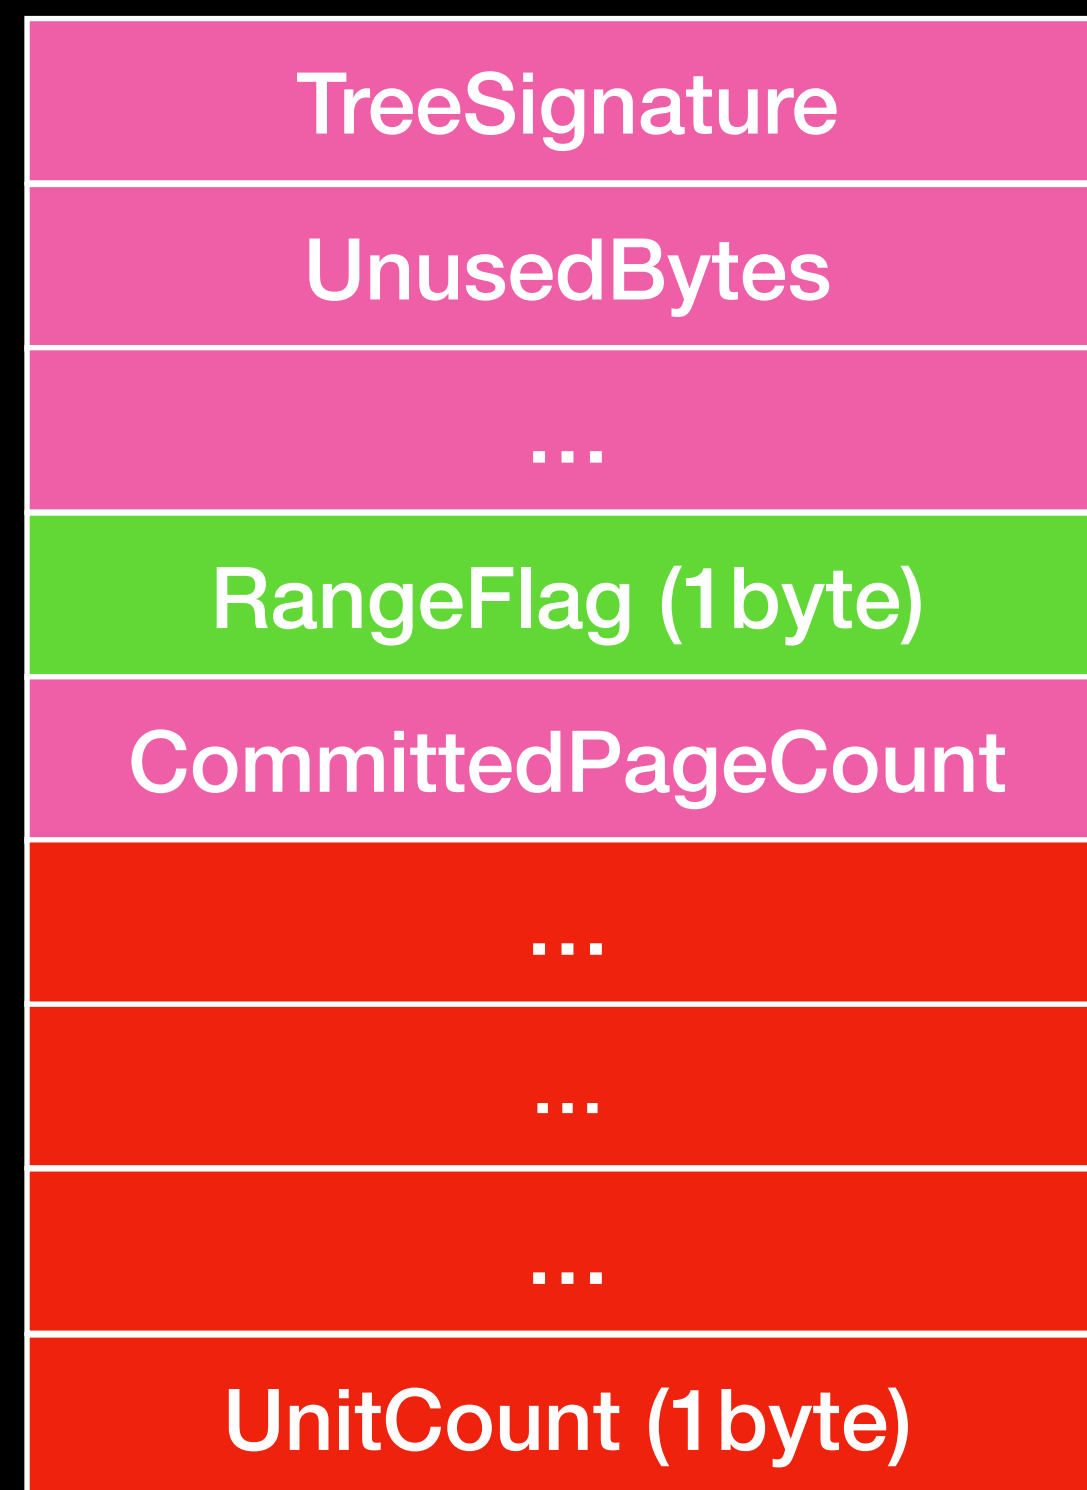 TreeSignature
UnusedBytes
...
RangeFlag (1byte)
CommittedPageCount
...
...
...
UnitCount (1byte)